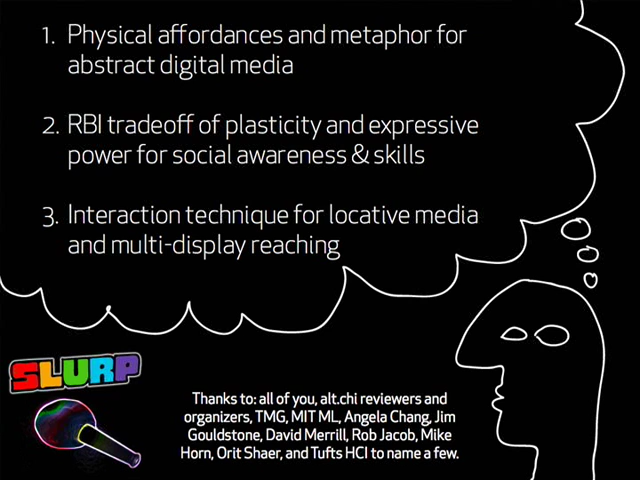 1. Physical affordances and metaphor for
abstract digital media
2. RBI tradeoff of plasticity and expressive
power for social awareness & skills
3. Interaction technique for locative media
and multi-display reaching
SLURP
Thanks to: all of you, alt.chi reviewers and
organizers, TMG, MIT ML, Angela Chang, Jim
Gouldstone, David Merrill, Rob Jacob, Mike
Horn, Orit Shaer, and Tufts HCI to name a few.